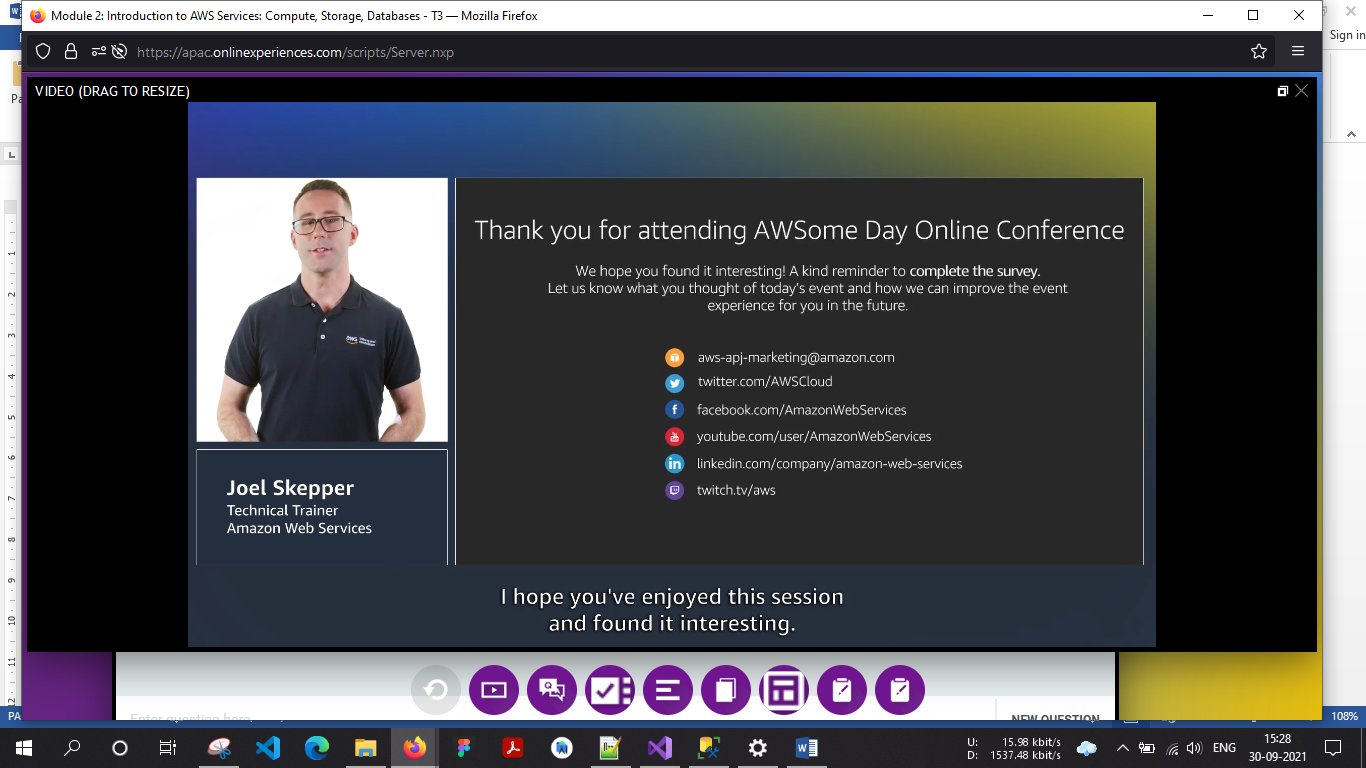 Module 2: Introduction to AWS Services: Compute, Storage, Databases - T3 — Mozilla Firefox
Sign in
https://apac.onlinexperiences.com/scripts/Server.nxp
VIDEO (DRAG TO RESIZE)
Thank you for attending AWSome Day Online Conference
We hope you found it interesting! A kind reminder to complete the survey.
Let us know what you thought of today's event and how we can improve the event
experience for you in the future.
aws-apj-marketing@amazon.com
twitter.com/AWSCloud
facebook.com/AmazonWebServices
youtube.com/user/AmazonWebServices
linkedin.com/company/amazon-web-services
twitch.tv/aws
aws
Joel Skepper
Technical Trainer
Amazon Web Services
I hope you've enjoyed this session
and found it interesting.
Enter question here
NEW QUESTION
PA
108%
U: 15.98 kbit/s
D: 1537.48 kbit/s
ENG
15:28
30-09-2021